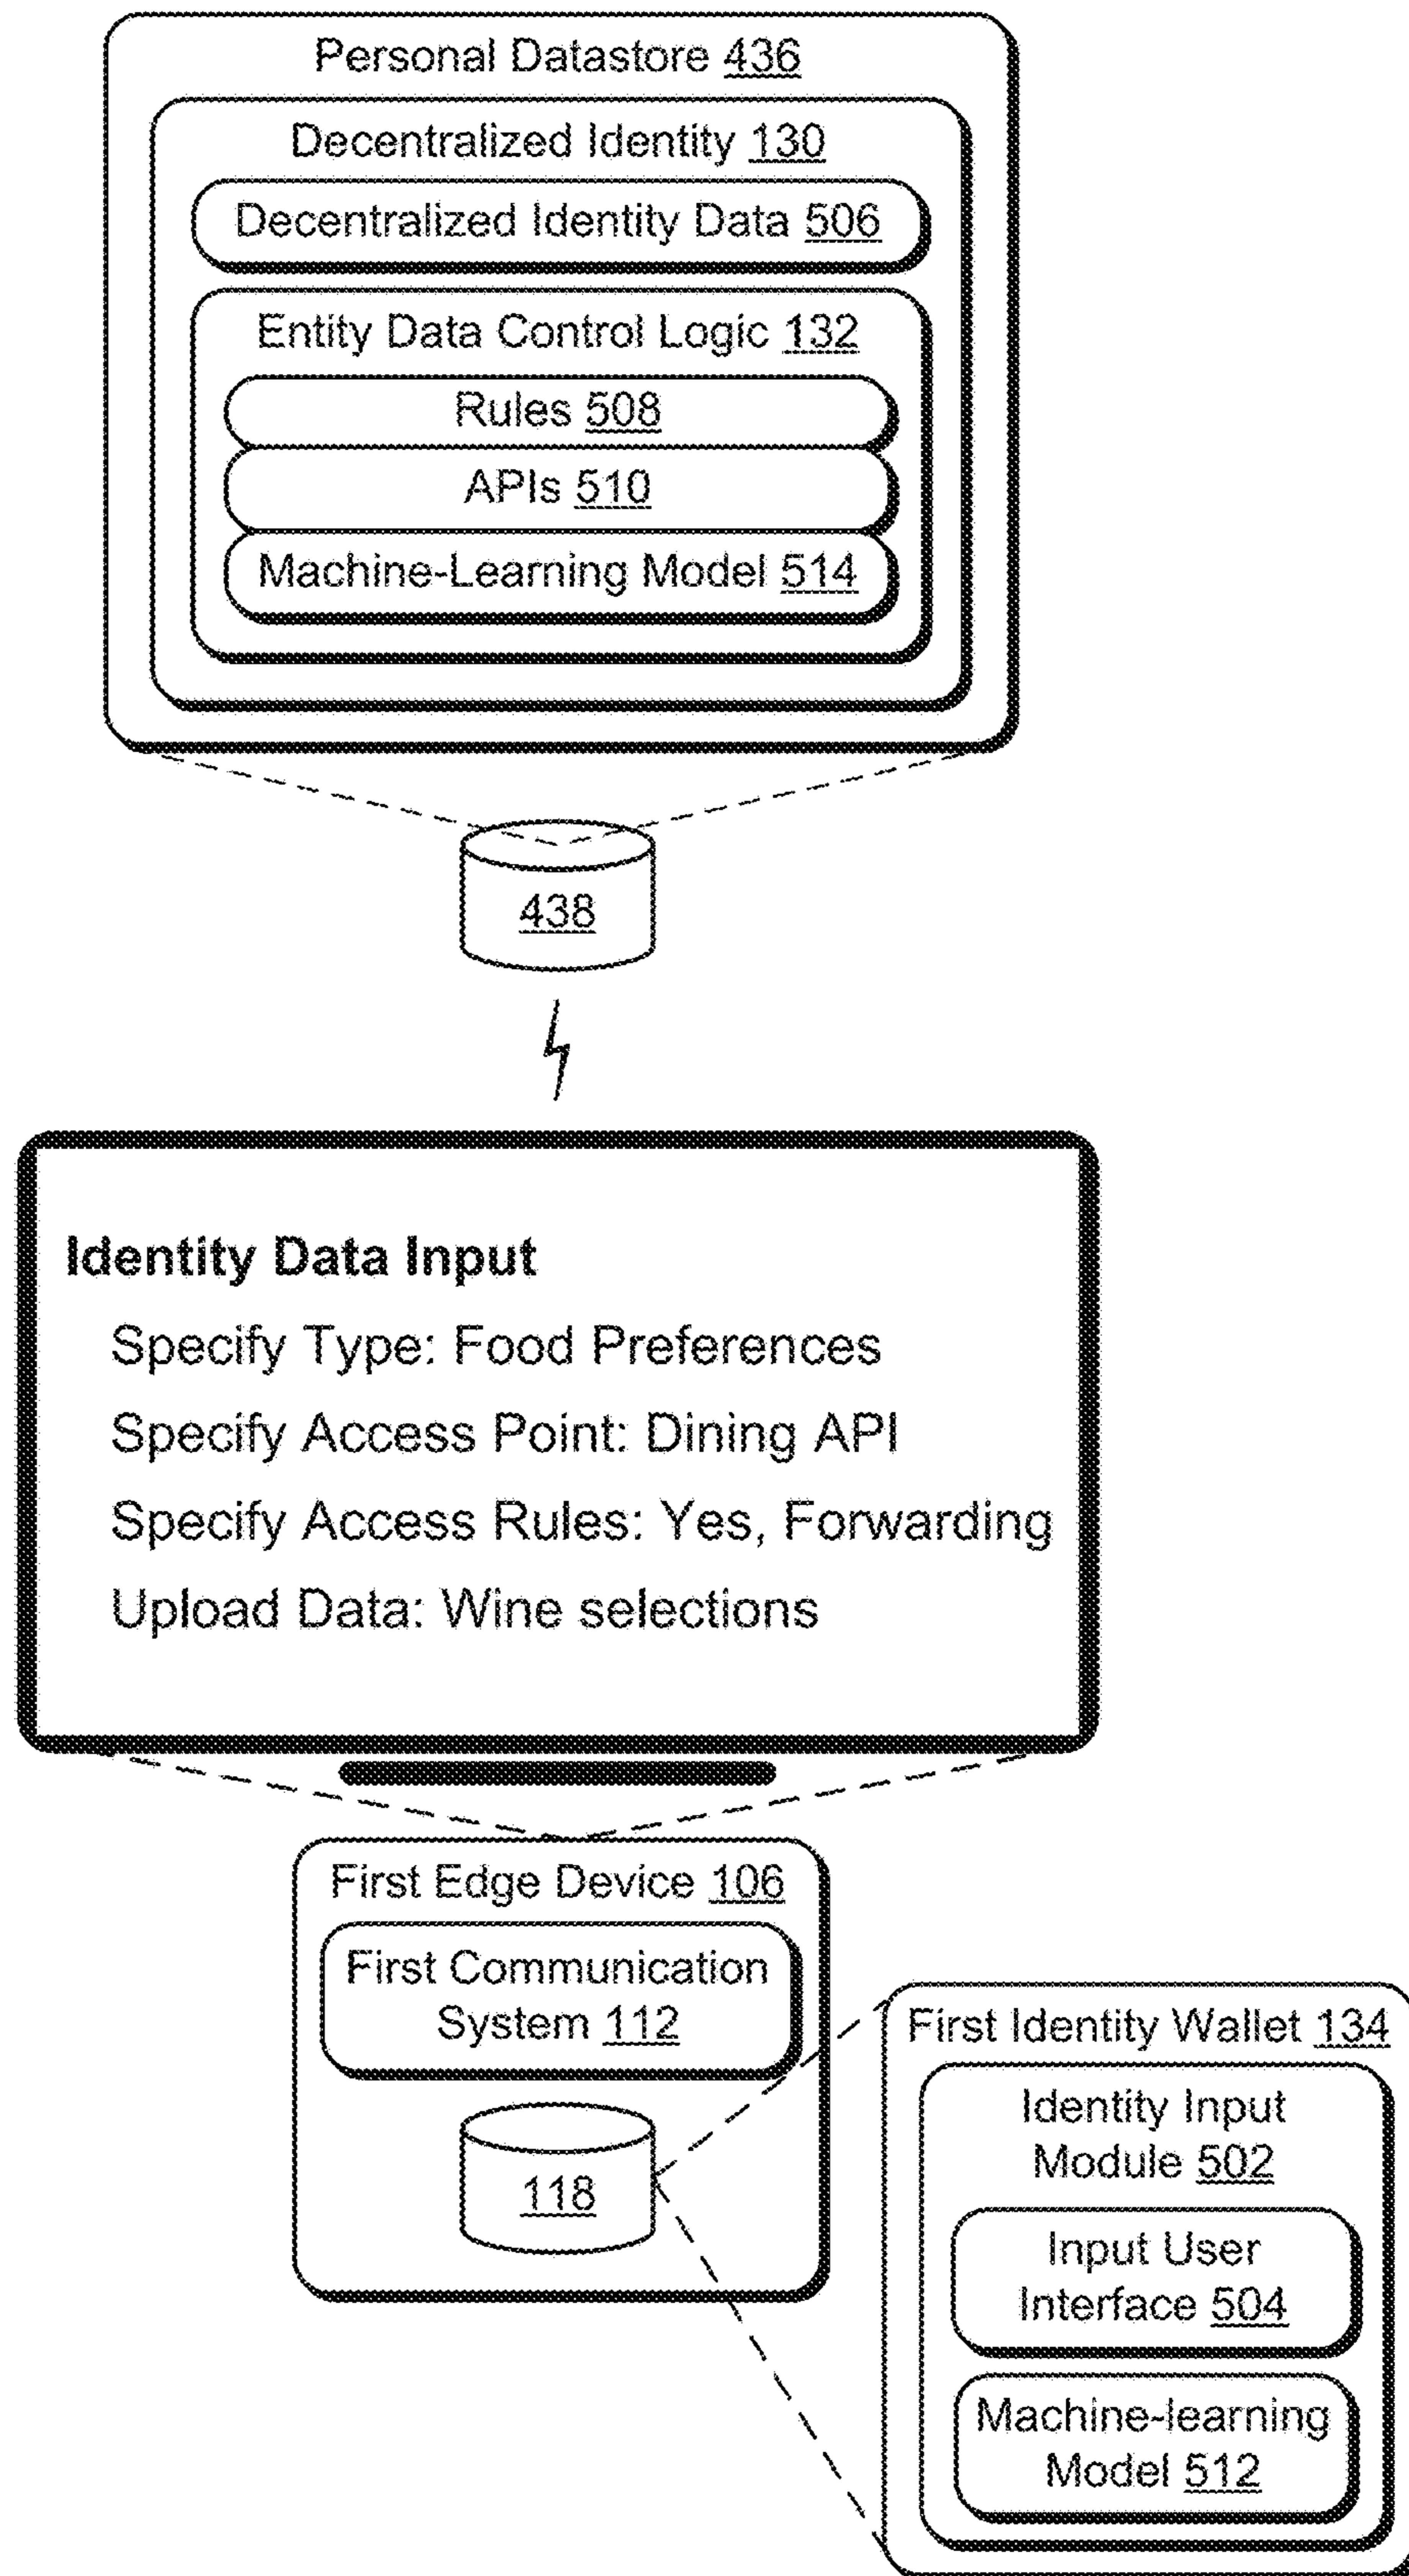 Personal Datastore 436
Decentralized Identity 130
Decentralized Identity Data 506
Entity Data Control Logic 132
Rules 508
APIs 510
Machine-Learning Model 514
438
Identity Data Input
Specify Type: Food Preferences
Specify Access Point: Dining API
Specify Access Rules: Yes, Forwarding
Upload Data: Wine selections
First Edge Device 106
First Communication
System 112
118
First Identity Wallet 134
Identity Input
Module 502
Input User
Interface 504
Machine-learning
Model 512